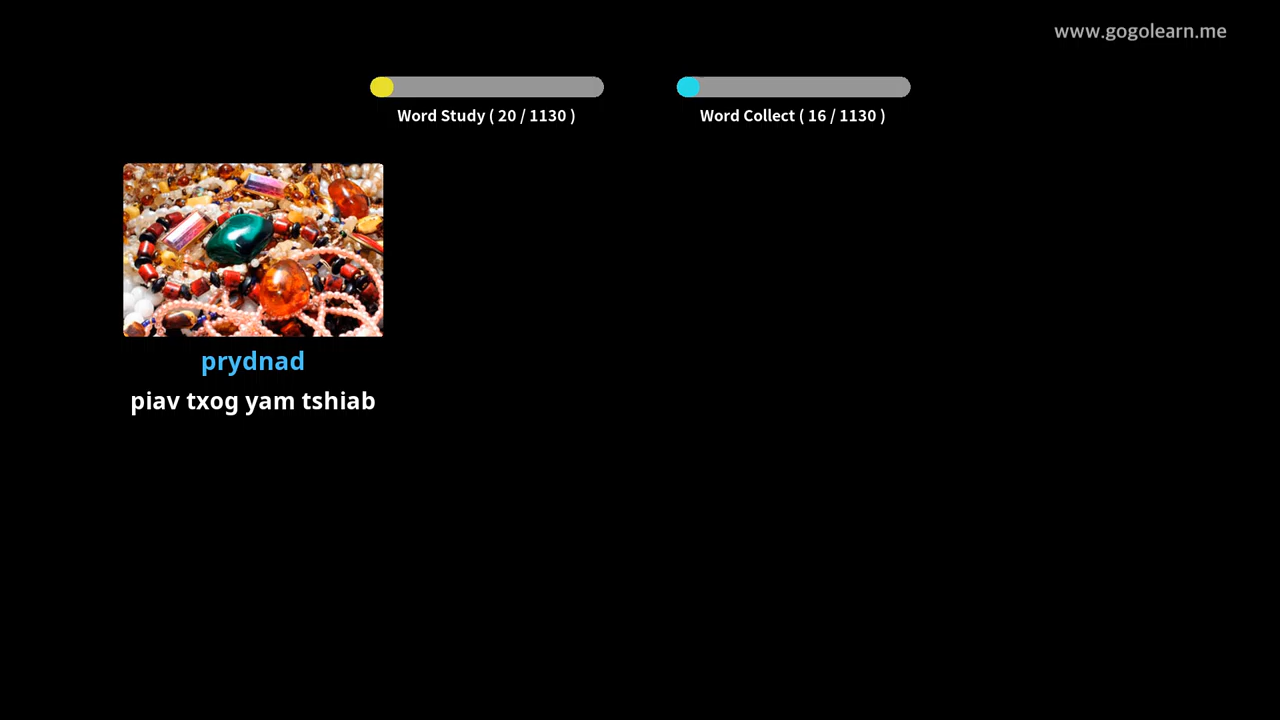 www.gogolearn.me
Word Study ( 20 / 1130 )
Word Collect ( 16 / 1130 )
prydnad
piav txog yam tshiab